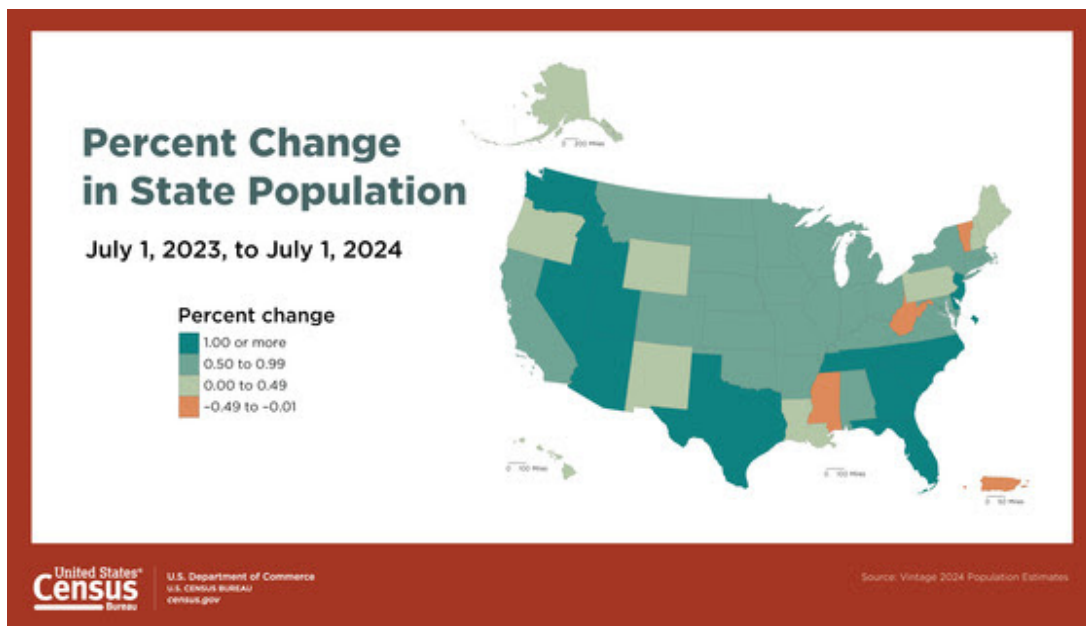 Percent Change
in State Population
July 1, 2023, to July 1, 2024
Percent change
1.00 or more
0.50 to 0.99
0.00 to 0.49
−0.49 to −0.01
0 200 Miles
0 100 Miles
0 100 Miles
0 50 Miles
United States®
Census
Bureau
U.S. Department of Commerce
U.S. CENSUS BUREAU
census.gov
Source: Vintage 2024 Population Estimates